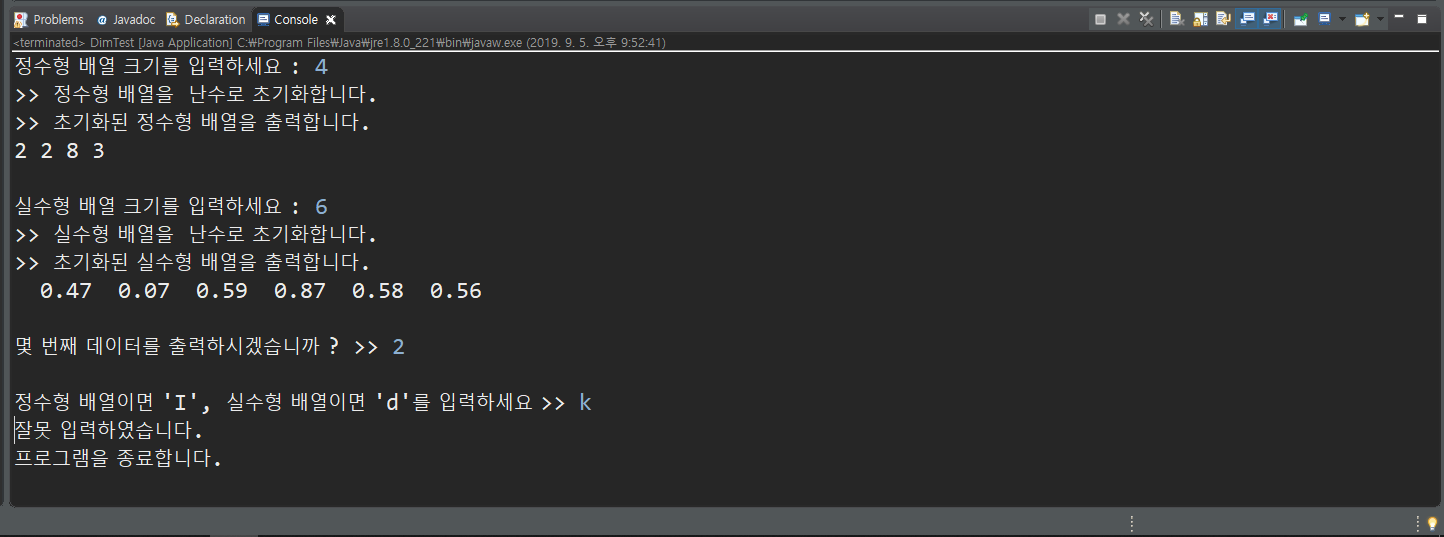 Problems @ Javadoc Declaration Console
<terminated> DimTest [Java Application] C:₩Program Files₩Java₩jre1.8.0_221₩bin₩javaw.exe (2019. 9. 5. 오후 9:52:41)
정수형 배열 크기를 입력하세요 : 4
>> 정수형 배열을  난수로 초기화합니다.
>> 초기화된 정수형 배열을 출력합니다.
2 2 8 3
실수형 배열 크기를 입력하세요 : 6
>> 실수형 배열을  난수로 초기화합니다.
>> 초기화된 실수형 배열을 출력합니다.
  0.47  0.07  0.59  0.87  0.58  0.56
몇 번째 데이터를 출력하시겠습니까 ? >> 2
정수형 배열이면 'I', 실수형 배열이면 'd'를 입력하세요 >> k
잘못 입력하였습니다.
프로그램을 종료합니다.